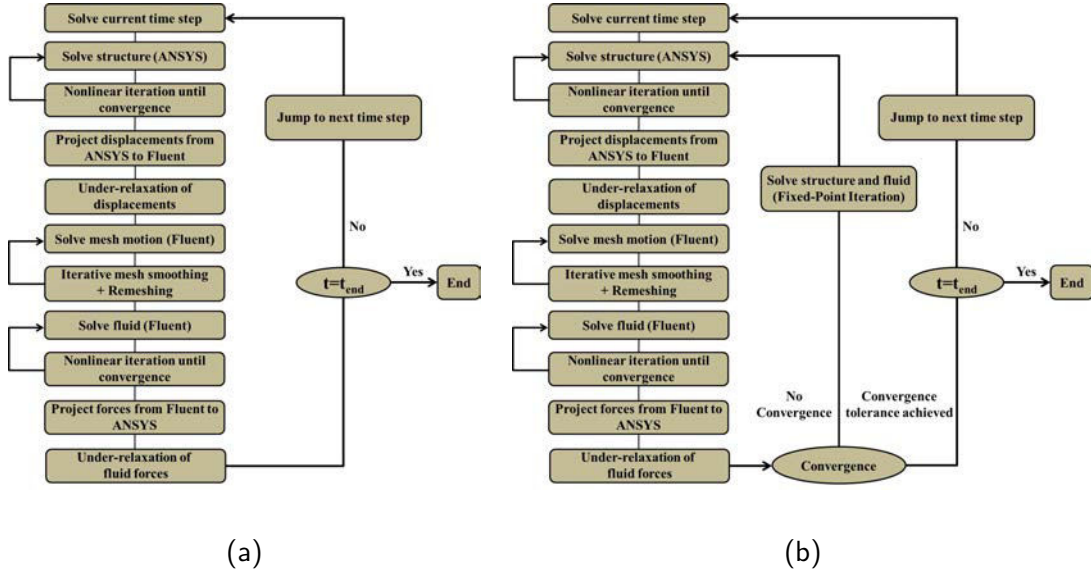 Solve current time step
Solve structure (ANSYS)
Nonlinear iteration until
convergence
Project displacements from
ANSYS to Fluent
Under-relaxation of
displacements
Solve mesh motion (Fluent)
Iterative mesh smoothing
+ Remeshing
Solve fluid (Fluent)
Nonlinear iteration until
convergence
Project forces from Fluent to
ANSYS
Under-relaxation of
fluid forces
Jump to next time step
No
t=tend
Yes
End
(a)
Solve current time step
Solve structure (ANSYS)
Nonlinear iteration until
convergence
Project displacements from
ANSYS to Fluent
Under-relaxation of
displacements
Solve mesh motion (Fluent)
Iterative mesh smoothing
+ Remeshing
Solve fluid (Fluent)
Nonlinear iteration until
convergence
Project forces from Fluent to
ANSYS
Under-relaxation of
fluid forces
Convergence
No
Convergence
Solve structure and fluid
(Fixed-Point Iteration)
Convergence
tolerance achieved
t=tend
Yes
End
No
Jump to next time step
(b)